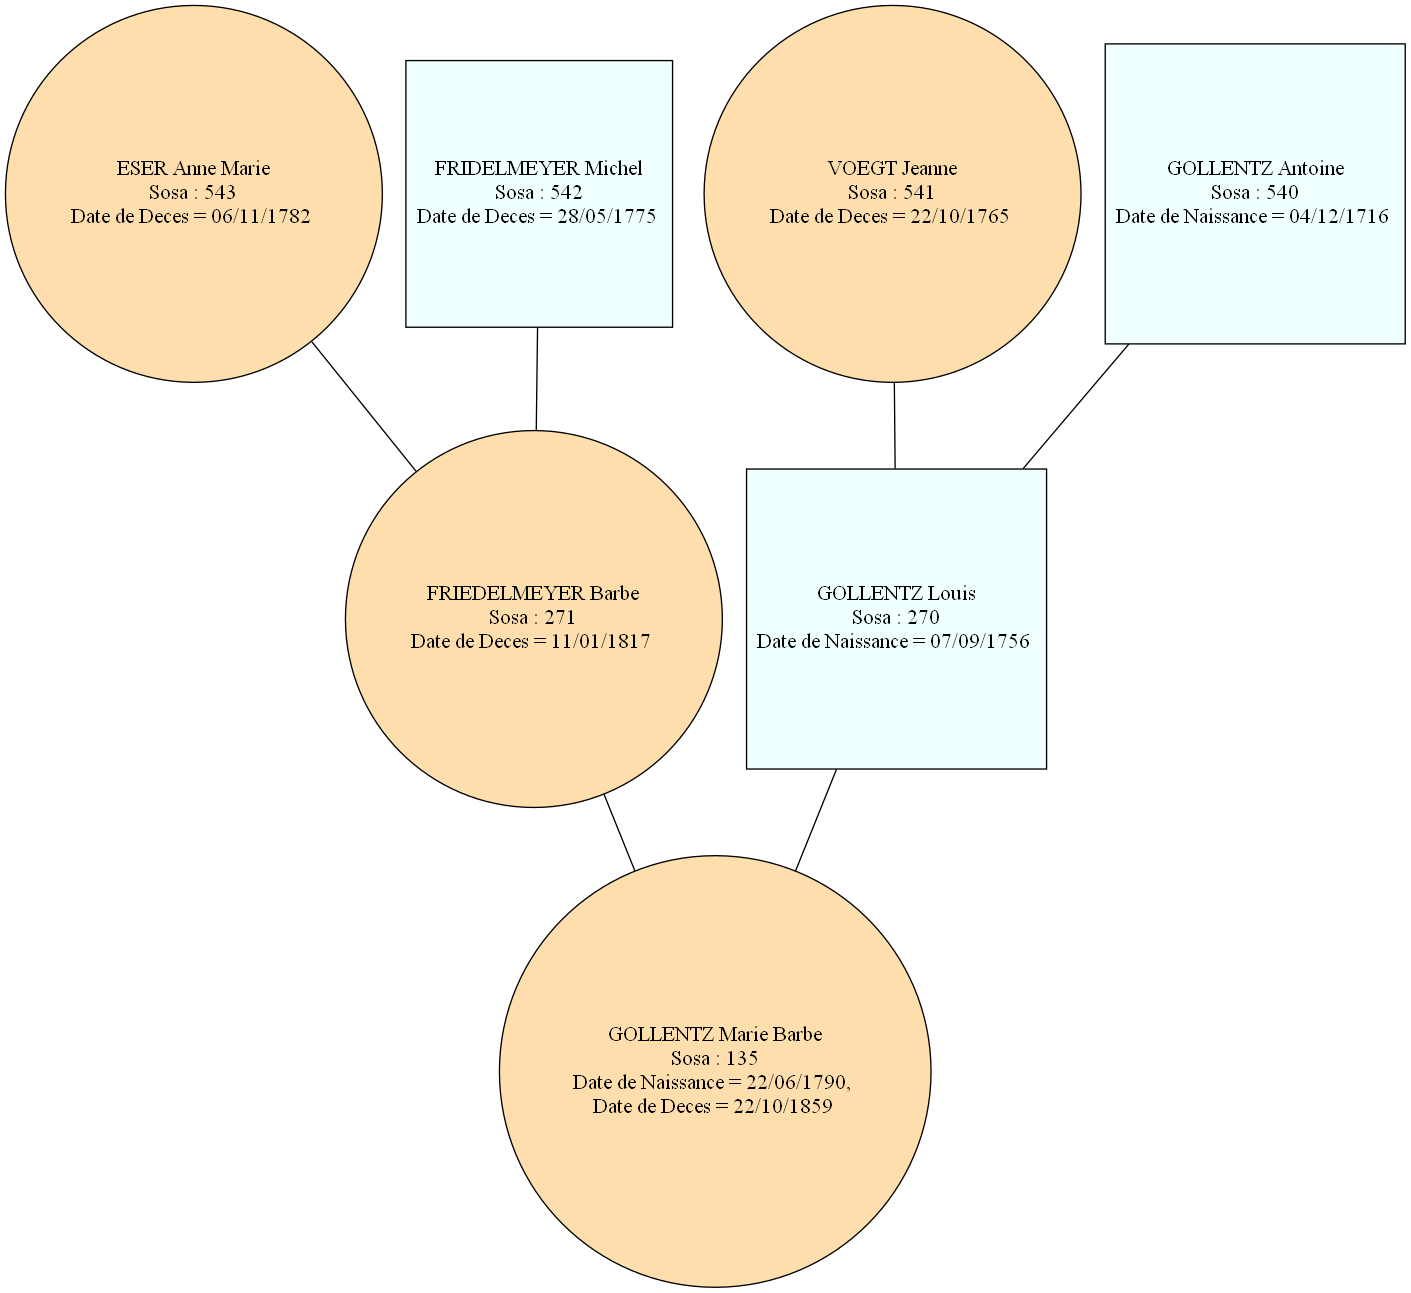 ESER Anne Marie
Sosa : 543
Date de Deces = 06/11/1782
FRIDELMEYER Michel
Sosa : 542
Date de Deces = 28/05/1775
VOEGT Jeanne
Sosa : 541
Date de Deces = 22/10/1765
GOLLENTZ Antoine
Sosa : 540
Date de Naissance = 04/12/1716
FRIEDELMEYER Barbe
Sosa : 271
Date de Deces = 11/01/1817
GOLLENTZ Louis
Sosa : 270
Date de Naissance = 07/09/1756
GOLLENTZ Marie Barbe
Sosa : 135
Date de Naissance = 22/06/1790,
Date de Deces = 22/10/1859